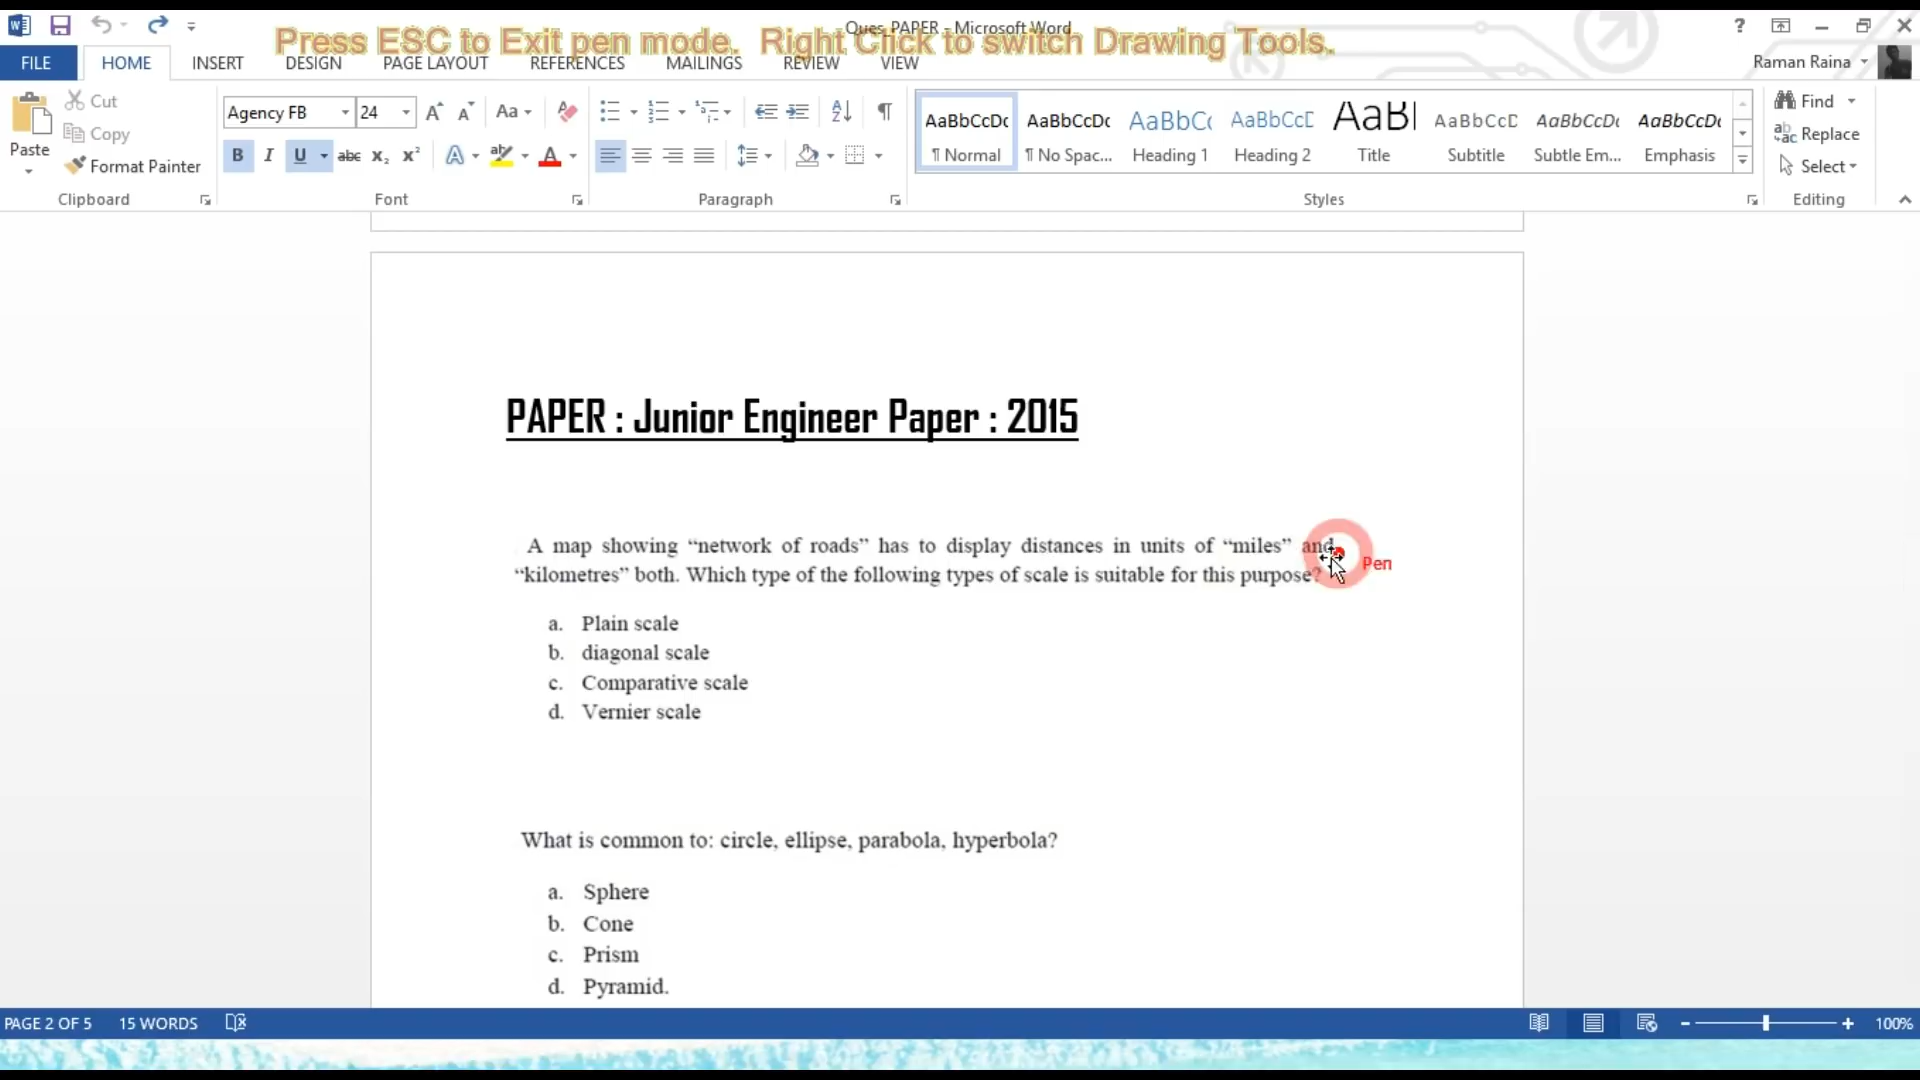 Ques_PAPER - Microsoft Word
Press ESC to Exit pen mode. Right Click to switch Drawing Tools.
FILE HOME INSERT DESIGN PAGE LAYOUT REFERENCES MAILINGS REVIEW VIEW
Raman Raina
Paste
Cut
Copy
Format Painter
Clipboard
Agency FB 24
Font
Paragraph
AaBbCcDc AaBbCcDc AaBbCc AaBbCcD AaBl AaBbCcD AaBbCcDc AaBbCcDc
¶ Normal ¶ No Spac... Heading 1 Heading 2 Title Subtitle Subtle Em... Emphasis
Styles
Find
Replace
Select
Editing
PAPER : Junior Engineer Paper : 2015
A map showing “network of roads” has to display distances in units of “miles” and
“kilometres” both. Which type of the following types of scale is suitable for this purpose?
Pen
a. Plain scale
b. diagonal scale
c. Comparative scale
d. Vernier scale
What is common to: circle, ellipse, parabola, hyperbola?
a. Sphere
b. Cone
c. Prism
d. Pyramid.
PAGE 2 OF 5 15 WORDS 100%